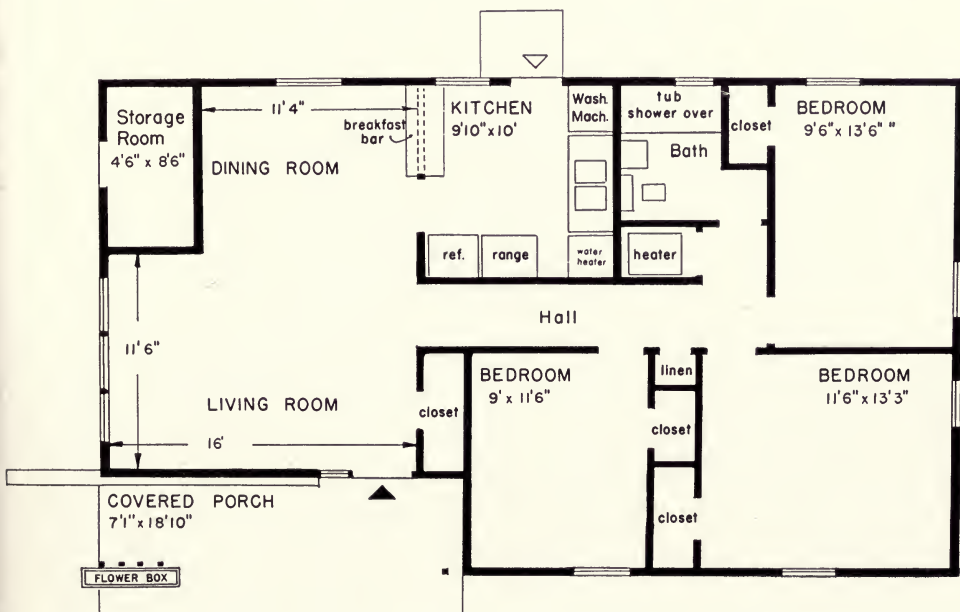 Storage
Room
4'6" x 8'6"
11'4"
breakfast
bar
KITCHEN
9'10" x 10'
Wash.
Mach.
tub
shower over
closet
BEDROOM
9'6" x 13'6" "
Bath
DINING ROOM
ref.
range
water
heater
heater
Hall
11'6"
LIVING ROOM
16'
closet
BEDROOM
9' x 11'6"
linen
closet
closet
BEDROOM
11'6" x 13'3"
COVERED PORCH
7'1" x 18'10"
FLOWER BOX